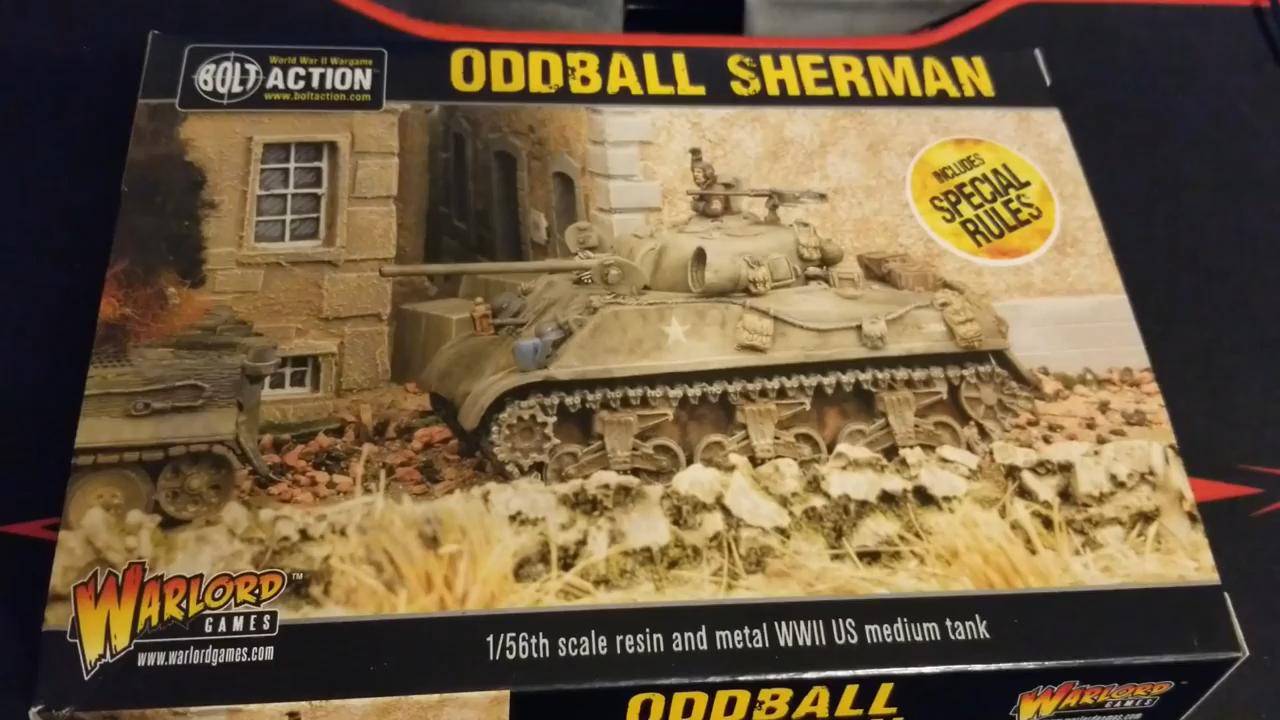 World War II Wargame
BOLT ACTION
www.boltaction.com
ODDBALL SHERMAN
INCLUDES
SPECIAL
RULES
WARLORD™
GAMES
www.warlordgames.com
1/56th scale resin and metal WWII US medium tank
ODDBALL
WARLORD
GAMES